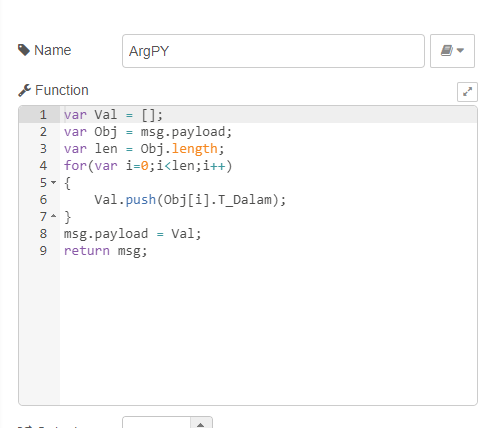 Name
ArgPY
Function
1 var Val = [];
2 var Obj = msg.payload;
3 var len = Obj.length;
4 for(var i=0;i<len;i++)
5 {
6     Val.push(Obj[i].T_Dalam);
7 }
8 msg.payload = Val;
9 return msg;